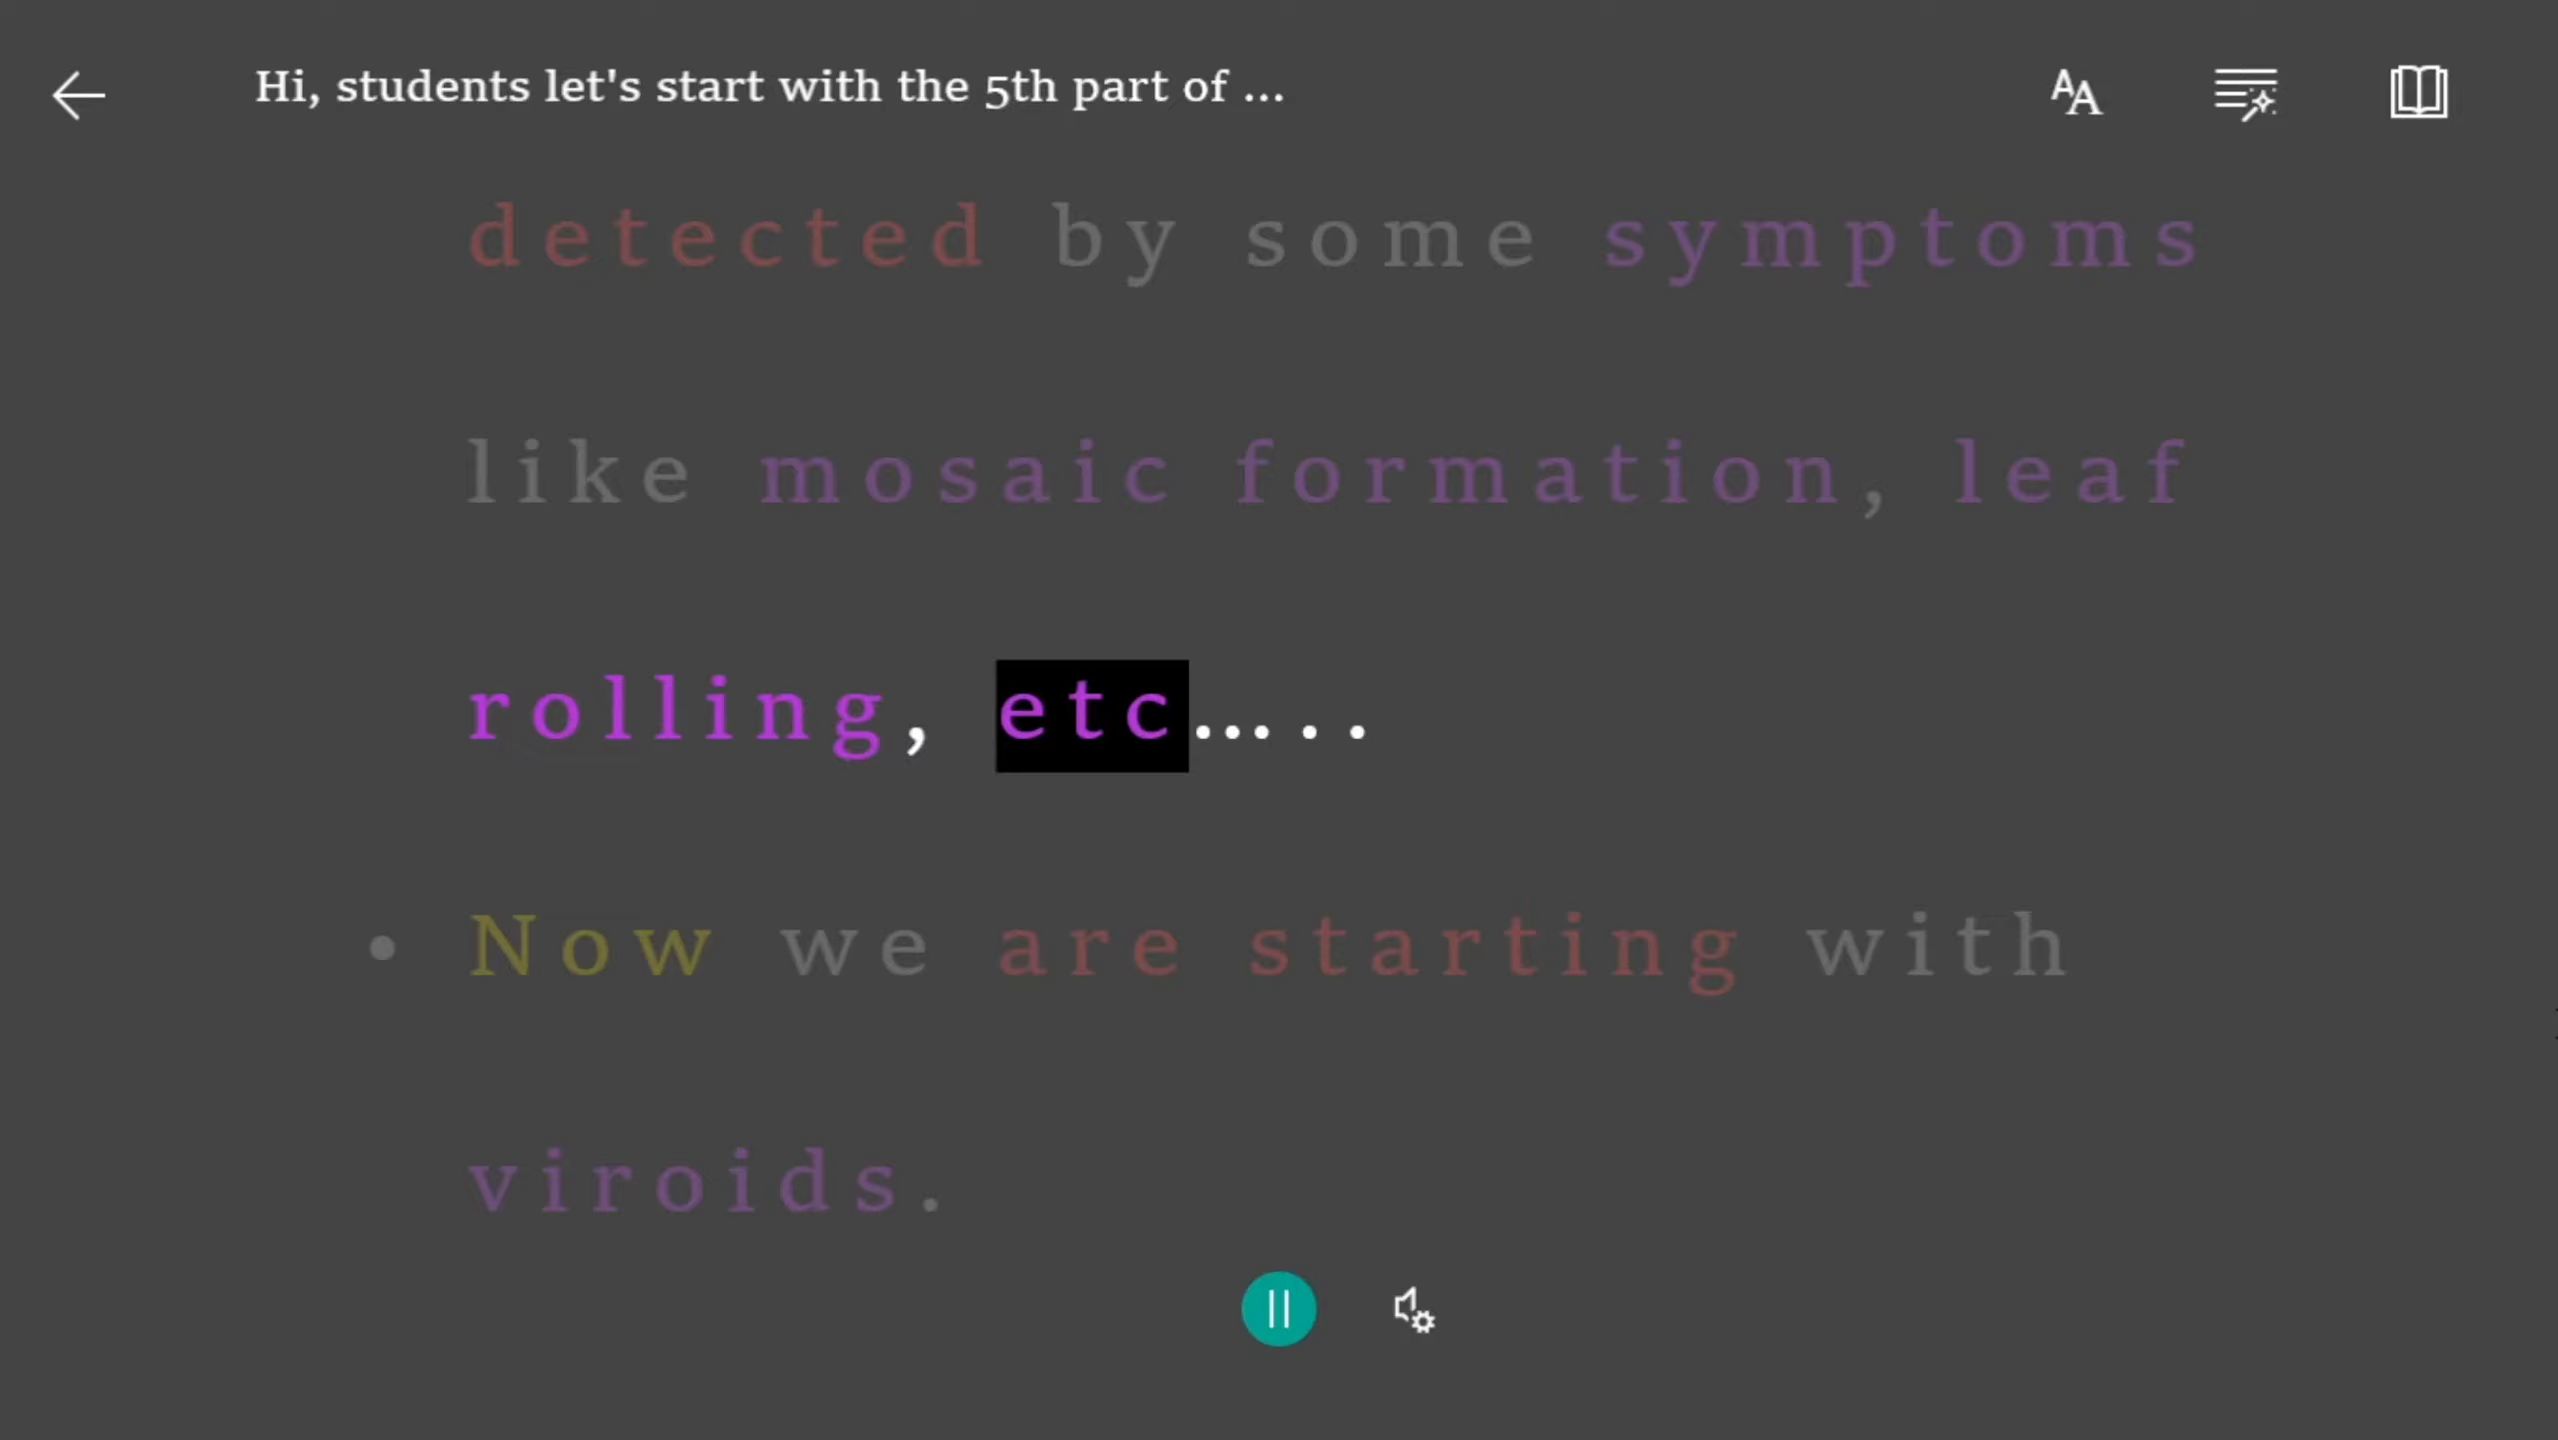 Hi, students let's start with the 5th part of ...
detected by some symptoms
like mosaic formation, leaf
rolling, etc.....
• Now we are starting with
viroids.